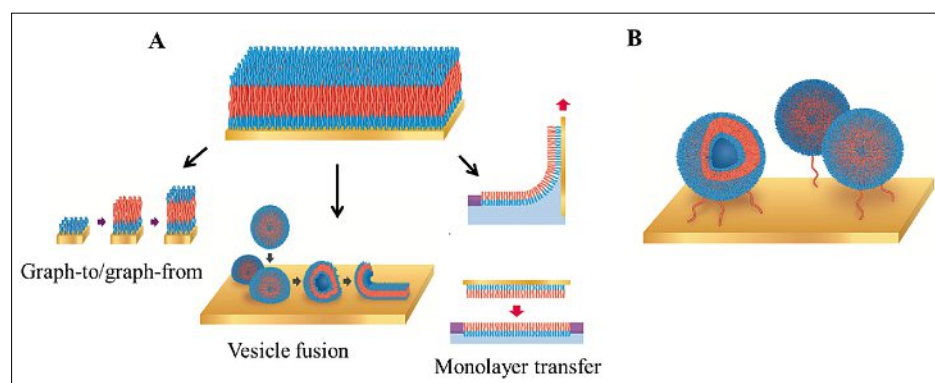 A
B
Graph-to/graph-from
Vesicle fusion
Monolayer transfer